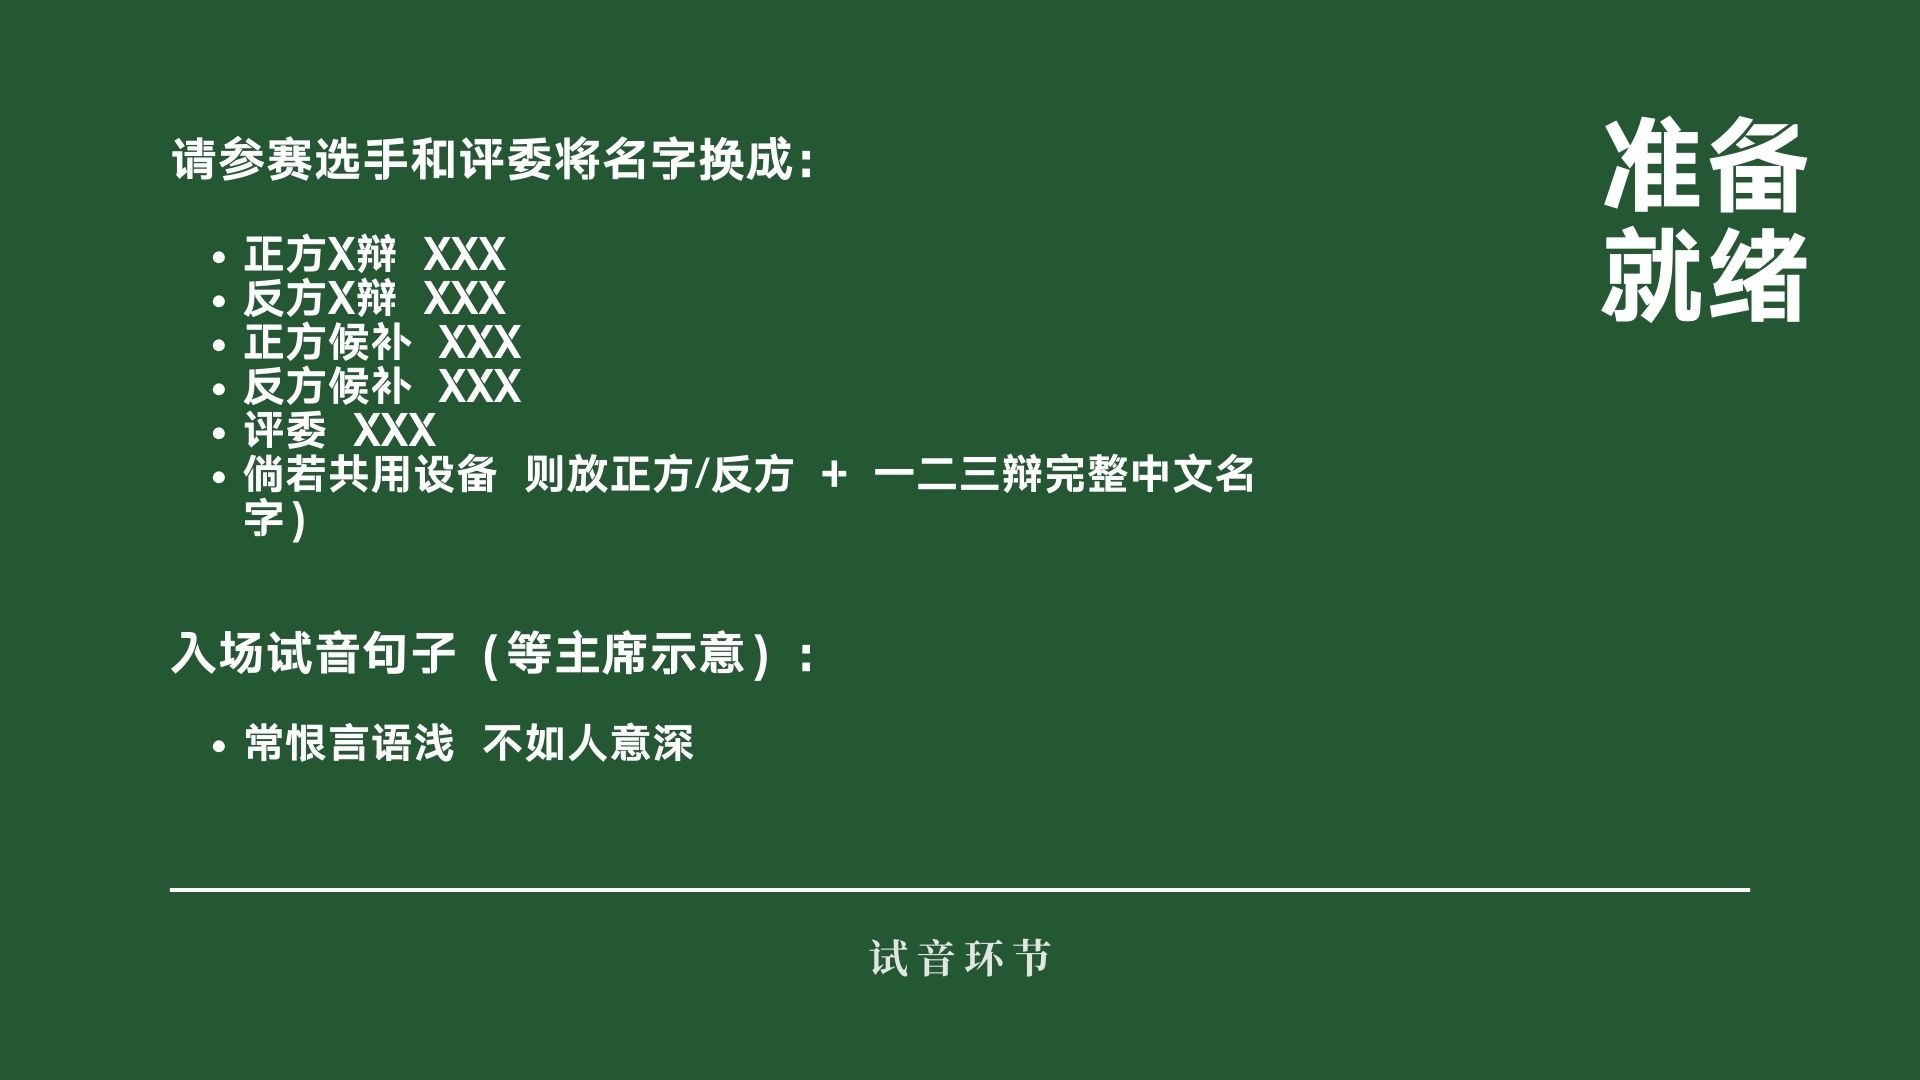 请参赛选手和评委将名字换成：
准备
就绪
• 正方X辩 XXX
• 反方X辩 XXX
• 正方候补 XXX
• 反方候补 XXX
• 评委 XXX
• 倘若共用设备 则放正方/反方 + 一二三辩完整中文名
字）
入场试音句子（等主席示意）：
• 常恨言语浅 不如人意深
试音环节